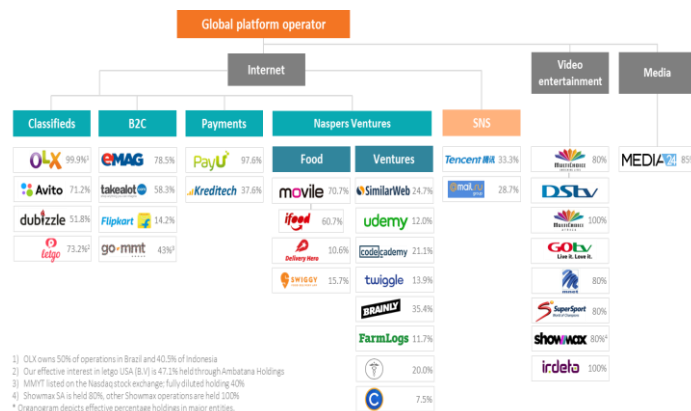 Global platform operator
Internet
Video
entertainment
Media
Classifieds
B2C
Payments
Naspers Ventures
SNS
Food
Ventures
OLX 99.9%³
Avito 71.2%
dubizzle 51.8%
letgo 73.2%²
eMAG 78.5%
takealot 58.3%
Flipkart 14.2%
go-mmt 43%³
PayU 97.6%
Kreditech 37.6%
movile 70.7%
ifood 60.7%
Delivery Hero 10.6%
SWIGGY 15.7%
SimilarWeb 24.7%
udemy 12.0%
codecademy 21.1%
twiggle 13.9%
BRAINLY 35.4%
FarmLogs 11.7%
20.0%
C 7.5%
Tencent 腾讯 33.3%
@mail.ru group 28.7%
MULTICHOICE 80%
DStv
MULTICHOICE 100%
GOtv
Live it. Love it.
80%
SuperSport 80%
showmax 80%⁴
irdeto 100%
MEDIA24 85%
1) OLX owns 50% of operations in Brazil and 40.5% of Indonesia
2) Our effective interest in letgo USA (B.V) is 47.1% held through Ambatana Holdings
3) MMYT listed on the Nasdaq stock exchange; fully diluted holding 40%
4) Showmax SA is held 80%, other Showmax operations are held 100%
* Organogram depicts effective percentage holdings in major entities.